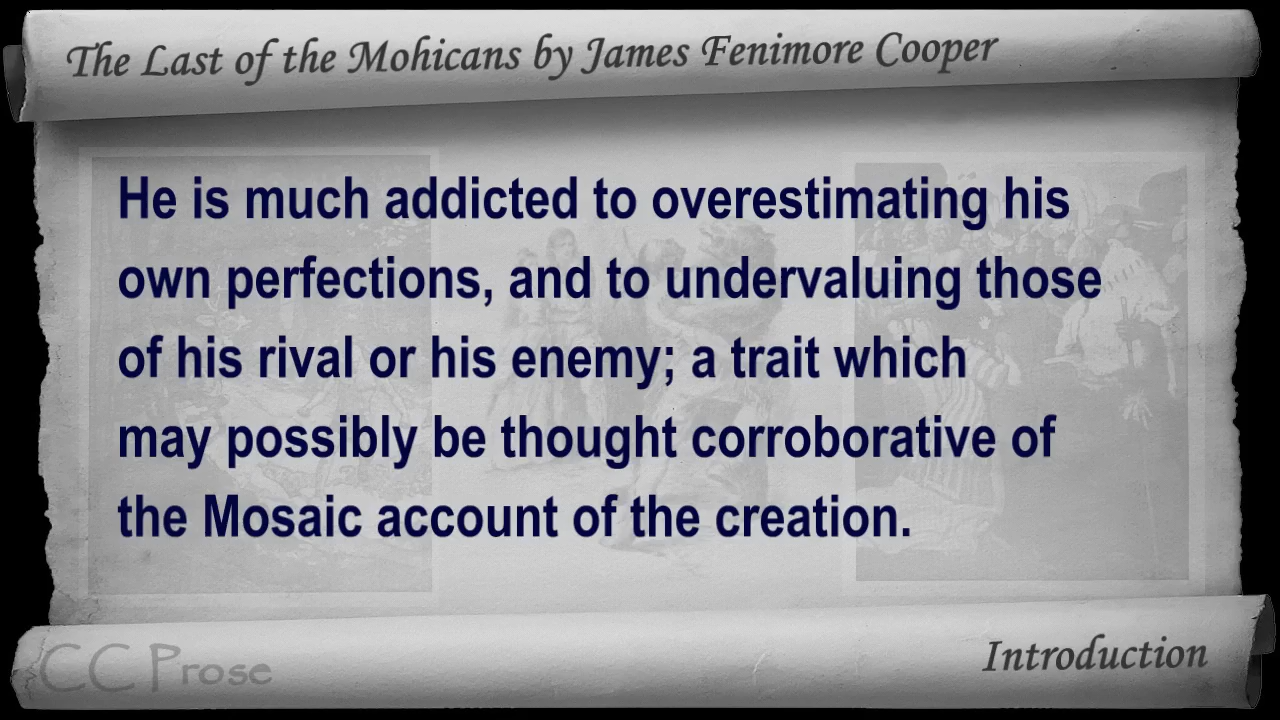 The Last of the Mohicans by James Fenimore Cooper
He is much addicted to overestimating his
own perfections, and to undervaluing those
of his rival or his enemy; a trait which
may possibly be thought corroborative of
the Mosaic account of the creation.
CC Prose
Introduction